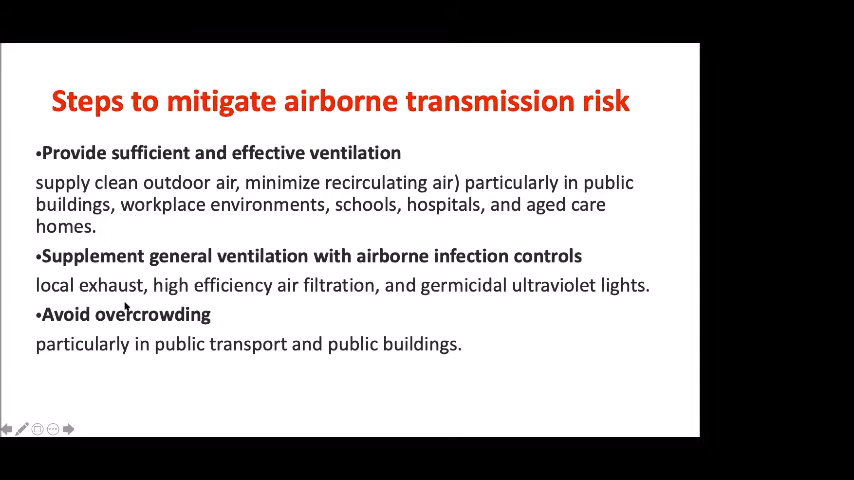 Steps to mitigate airborne transmission risk
•Provide sufficient and effective ventilation
supply clean outdoor air, minimize recirculating air) particularly in public
buildings, workplace environments, schools, hospitals, and aged care
homes.
•Supplement general ventilation with airborne infection controls
local exhaust, high efficiency air filtration, and germicidal ultraviolet lights.
•Avoid overcrowding
particularly in public transport and public buildings.